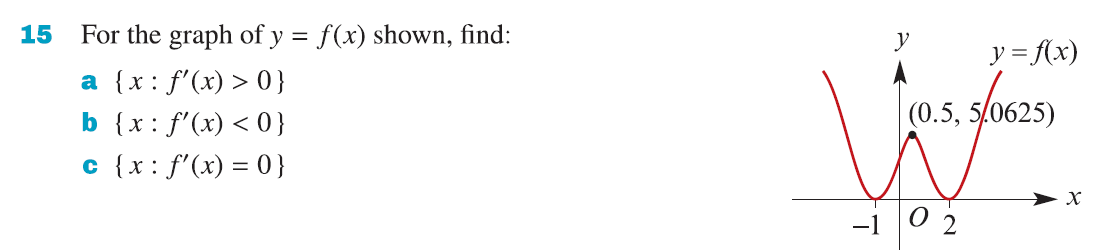 15 For the graph of y = f(x) shown, find:
a {x : f′(x) > 0}
b {x : f′(x) < 0}
c {x : f′(x) = 0}
y
y = f(x)
(0.5, 5.0625)
x
–1 O 2